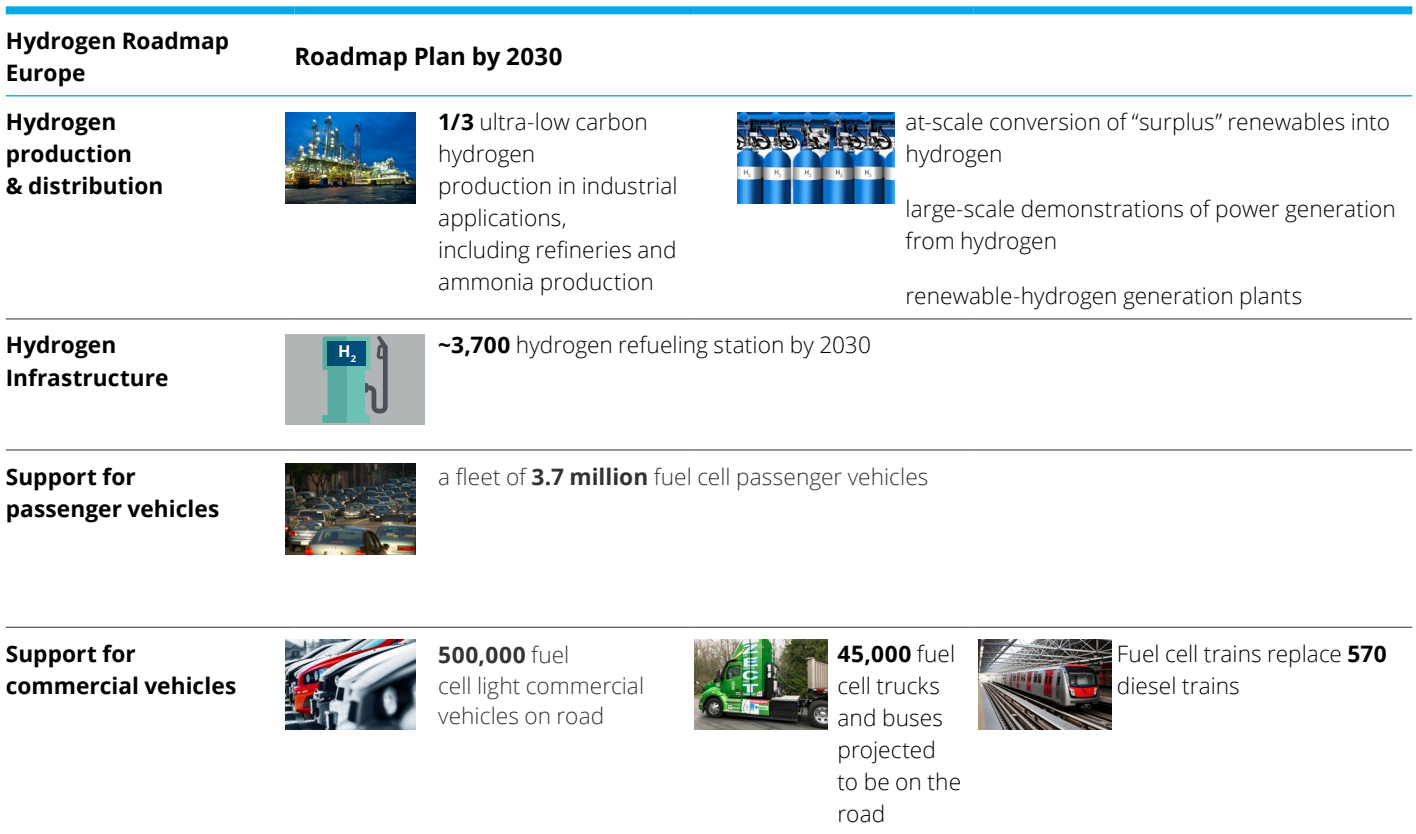 Hydrogen Roadmap
Europe
Roadmap Plan by 2030
Hydrogen
production
& distribution
1/3 ultra-low carbon
hydrogen
production in industrial
applications,
including refineries and
ammonia production
H2 H2 H2 H2 H2
at-scale conversion of “surplus” renewables into
hydrogen
large-scale demonstrations of power generation
from hydrogen
renewable-hydrogen generation plants
Hydrogen
Infrastructure
H2
~3,700 hydrogen refueling station by 2030
Support for
passenger vehicles
a fleet of 3.7 million fuel cell passenger vehicles
Support for
commercial vehicles
500,000 fuel
cell light commercial
vehicles on road
45,000 fuel
cell trucks
and buses
projected
to be on the
road
Fuel cell trains replace 570
diesel trains